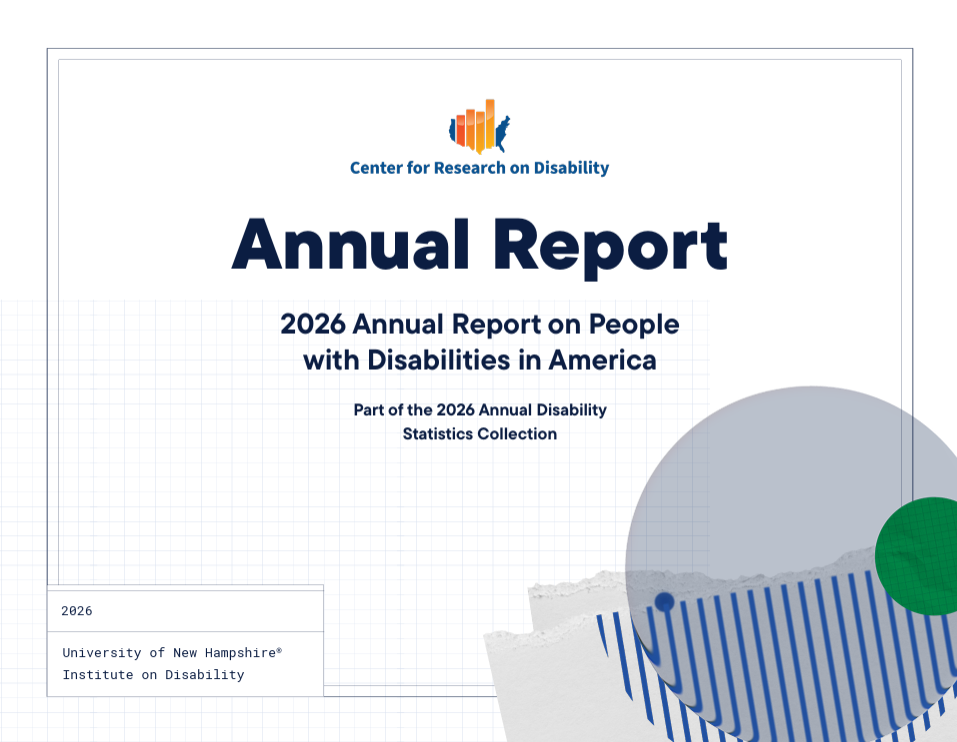 Center for Research on Disability
Annual Report
2026 Annual Report on People
with Disabilities in America
Part of the 2026 Annual Disability
Statistics Collection
2026
University of New Hampshire®
Institute on Disability